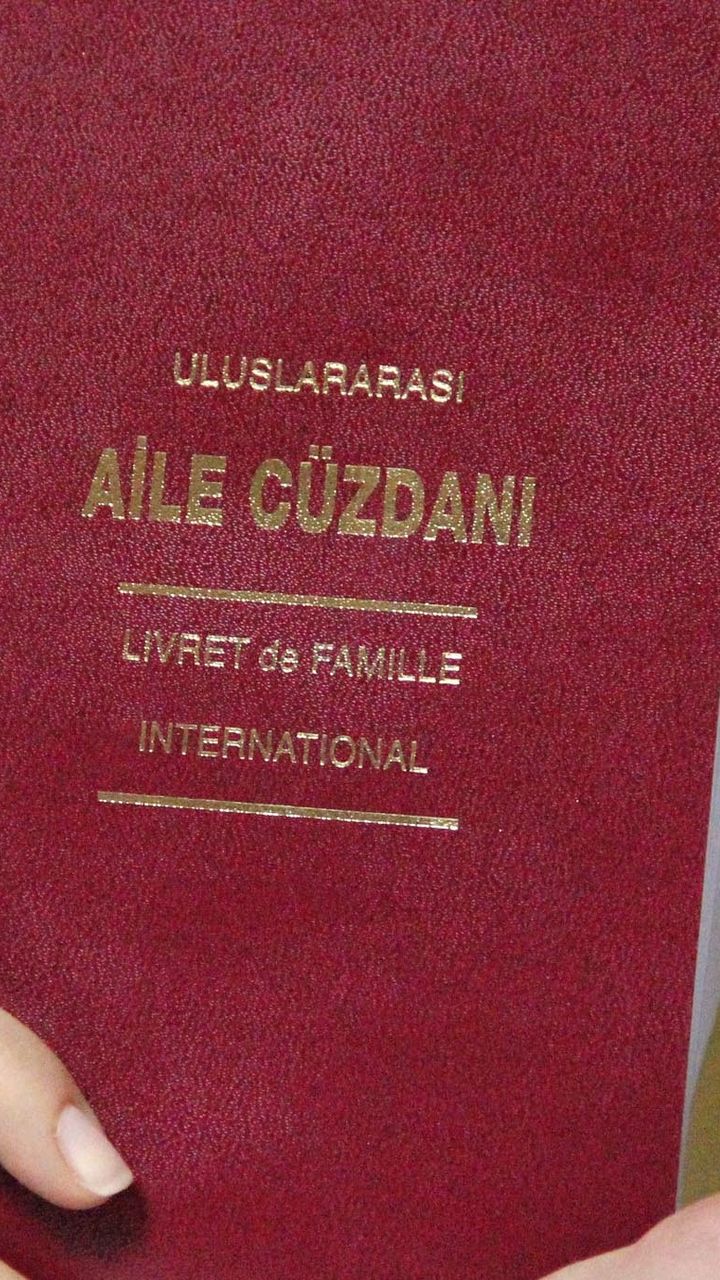 ULUSLARARASI
AİLE CÜZDANI
LIVRET de FAMILLE
INTERNATIONAL